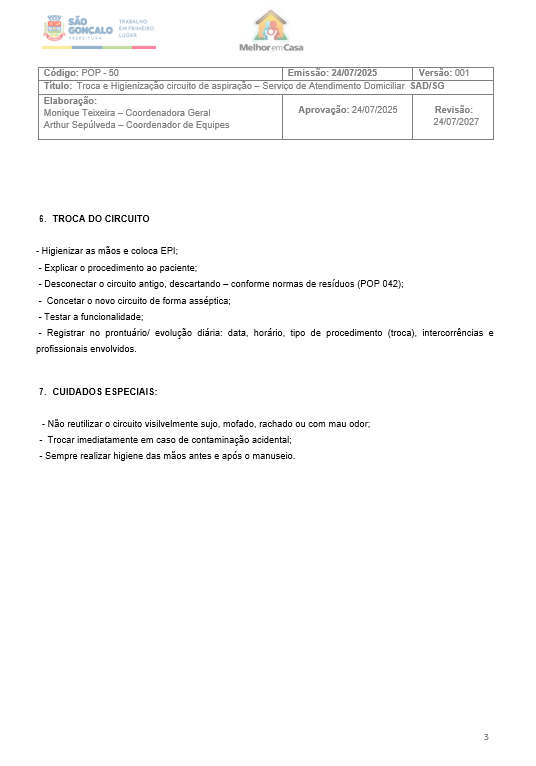 SÃO
GONÇALO
PREFEITURA
TRABALHO
EM PRIMEIRO
LUGAR
Melhor em Casa
Código: POP - 50
Emissão: 24/07/2025
Versão: 001
Título: Troca e Higienização circuito de aspiração – Serviço de Atendimento Domiciliar SAD/SG
Elaboração:
Monique Teixeira – Coordenadora Geral
Arthur Sepúlveda – Coordenador de Equipes
Aprovação: 24/07/2025
Revisão:
24/07/2027
6. TROCA DO CIRCUITO
- Higienizar as mãos e coloca EPI;
- Explicar o procedimento ao paciente;
- Desconectar o circuito antigo, descartando – conforme normas de resíduos (POP 042);
- Concetar o novo circuito de forma asséptica;
- Testar a funcionalidade;
- Registrar no prontuário/ evolução diária: data, horário, tipo de procedimento (troca), intercorrências e
profissionais envolvidos.
7. CUIDADOS ESPECIAIS:
- Não reutilizar o circuito visilvelmente sujo, mofado, rachado ou com mau odor;
- Trocar imediatamente em caso de contaminação acidental;
- Sempre realizar higiene das mãos antes e após o manuseio.
3